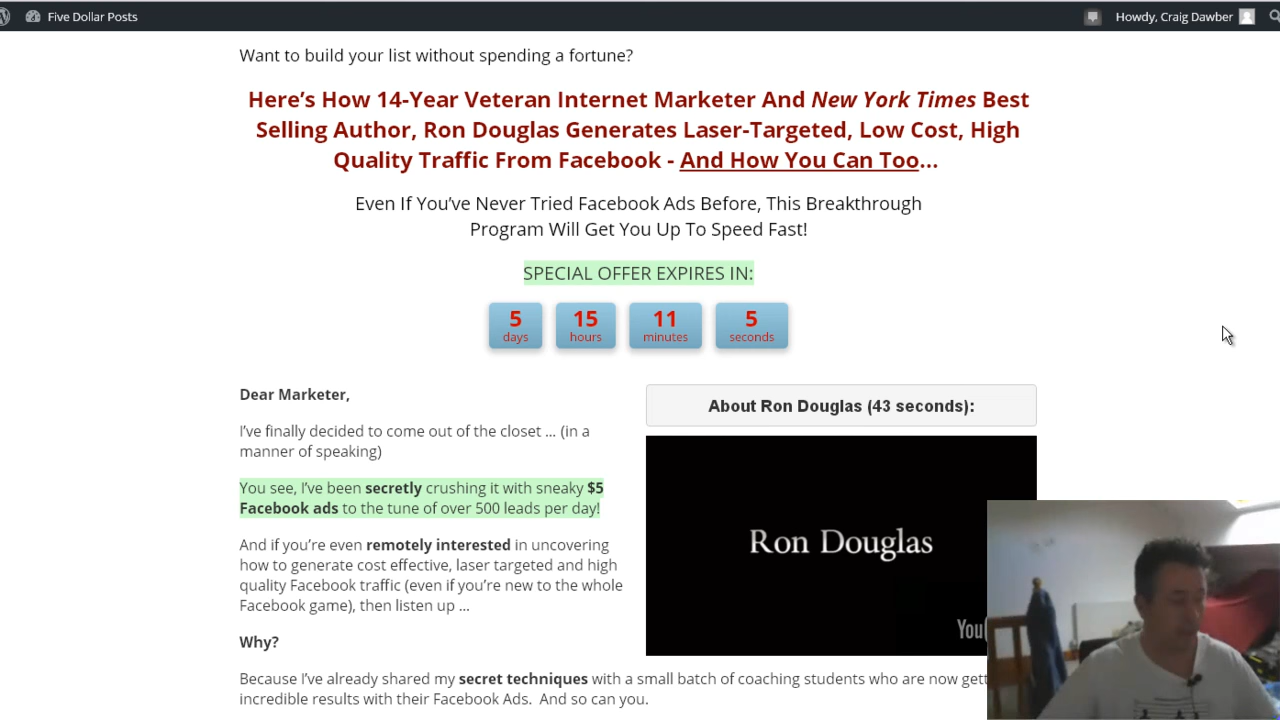 Five Dollar Posts
Howdy, Craig Dawber
Want to build your list without spending a fortune?
Here's How 14-Year Veteran Internet Marketer And New York Times Best
Selling Author, Ron Douglas Generates Laser-Targeted, Low Cost, High
Quality Traffic From Facebook - And How You Can Too...
Even If You've Never Tried Facebook Ads Before, This Breakthrough
Program Will Get You Up To Speed Fast!
SPECIAL OFFER EXPIRES IN:
5 15 11 5
days hours minutes seconds
Dear Marketer,
I've finally decided to come out of the closet ... (in a
manner of speaking)
You see, I've been secretly crushing it with sneaky $5
Facebook ads to the tune of over 500 leads per day!
And if you're even remotely interested in uncovering
how to generate cost effective, laser targeted and high
quality Facebook traffic (even if you're new to the whole
Facebook game), then listen up ...
Why?
About Ron Douglas (43 seconds):
Ron Douglas
You
Because I've already shared my secret techniques with a small batch of coaching students who are now gett
incredible results with their Facebook Ads. And so can you.